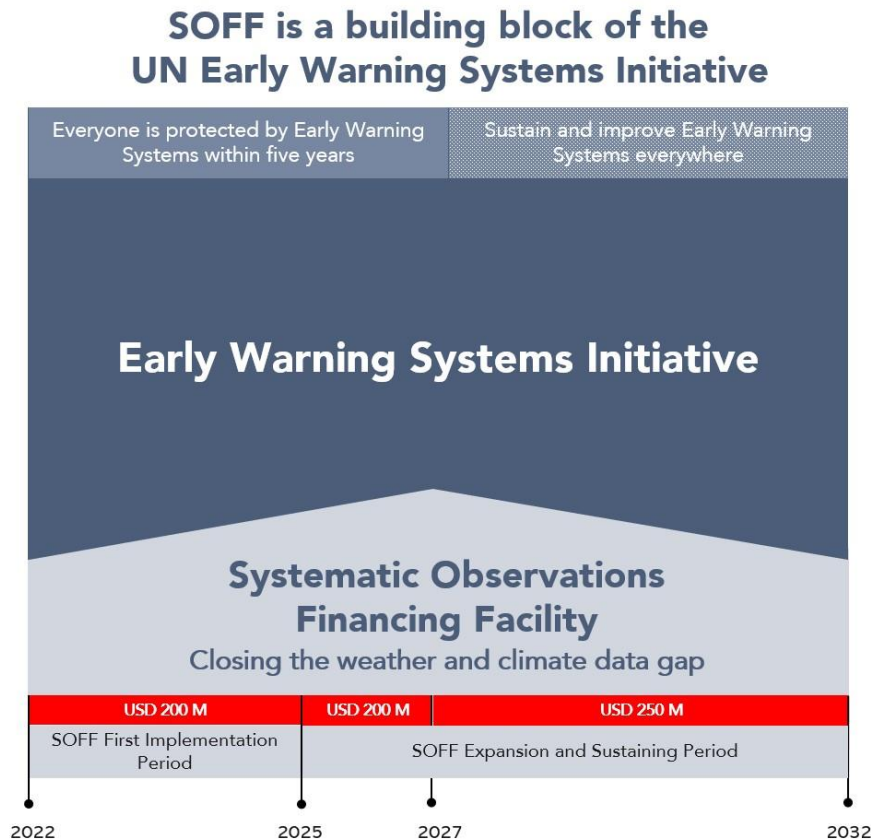 SOFF is a building block of the
UN Early Warning Systems Initiative
Everyone is protected by Early Warning
Systems within five years
Sustain and improve Early Warning
Systems everywhere
Early Warning Systems Initiative
Systematic Observations
Financing Facility
Closing the weather and climate data gap
USD 200 M
USD 200 M
USD 250 M
SOFF First Implementation
Period
SOFF Expansion and Sustaining Period
2022
2025
2027
2032